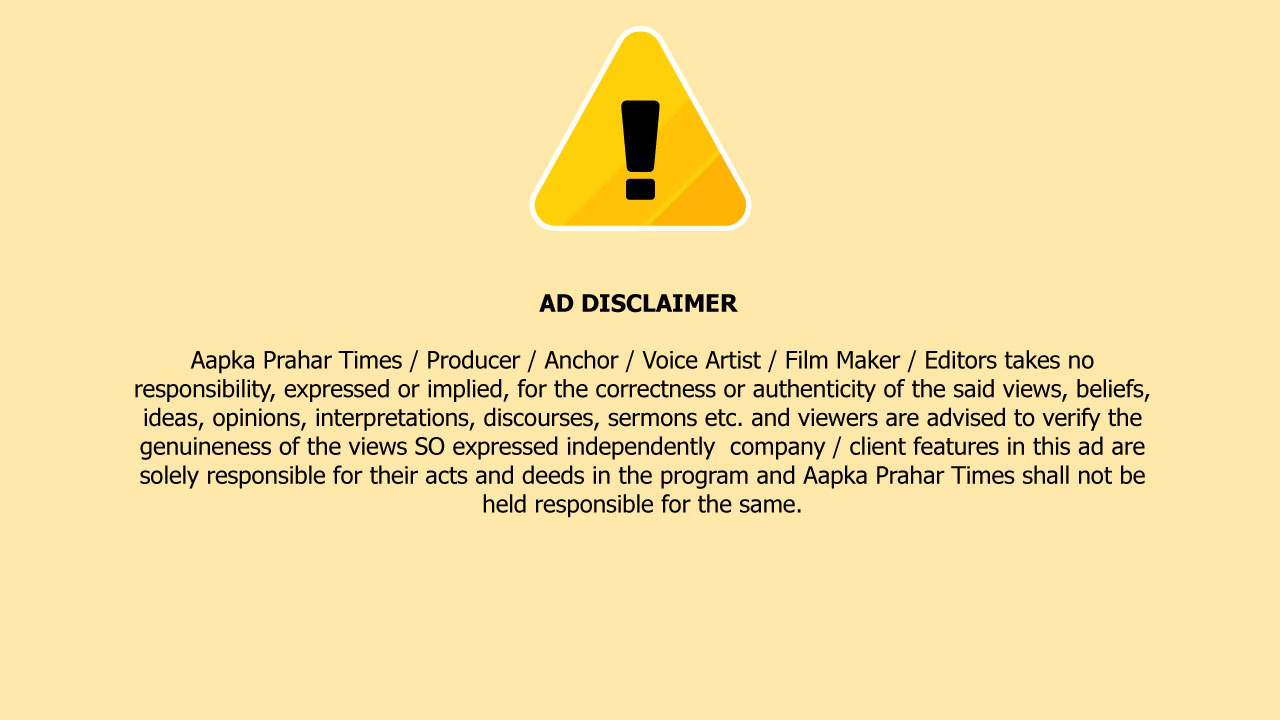 AD DISCLAIMER
Aapka Prahar Times / Producer / Anchor / Voice Artist / Film Maker / Editors takes no
responsibility, expressed or implied, for the correctness or authenticity of the said views, beliefs,
ideas, opinions, interpretations, discourses, sermons etc. and viewers are advised to verify the
genuineness of the views SO expressed independently  company / client features in this ad are
solely responsible for their acts and deeds in the program and Aapka Prahar Times shall not be
held responsible for the same.